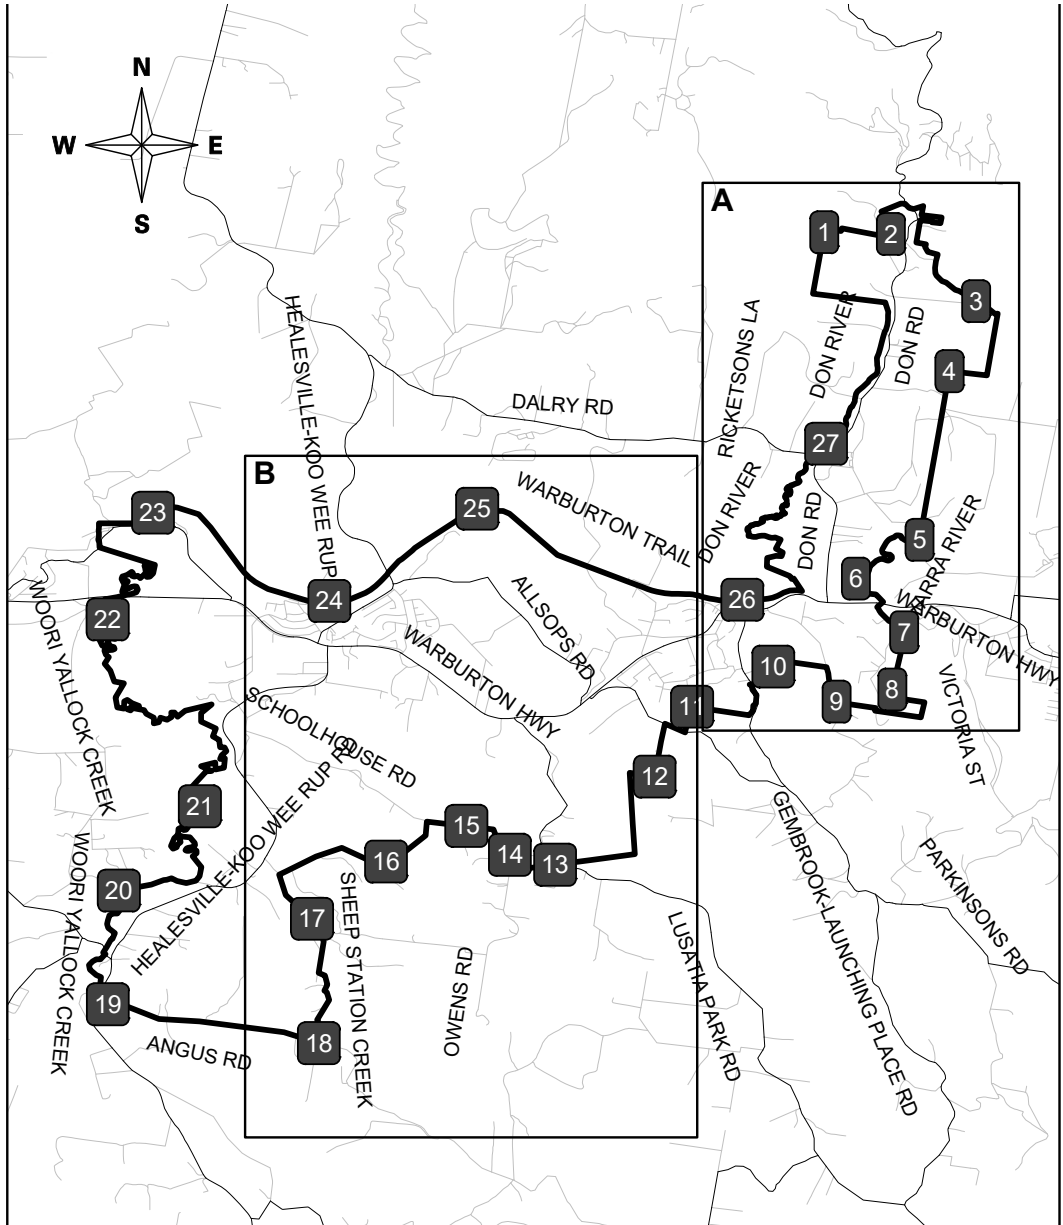 N
W E
S
A
1
2
3
HEALESVILLE-KOO WEE RUP
RICKETSONS LA
DON RIVER
DON RD
4
DALRY RD
27
B
WARBURTON TRAIL
DON RIVER
DON RD
23
25
5
YARRA RIVER
6
WOORI YALLOCK CREEK
22
24
ALLSOPS RD
26
WARBURTON HWY
7
WARBURTON HWY
10
8
9
VICTORIA ST
SCHOOLHOUSE RD
11
12
HEALESVILLE-KOO WEE RUP RD
21
GEMBROOK-LAUNCHING PLACE RD
15
14
13
16
WOORI YALLOCK CREEK
20
PARKINSONS RD
SHEEP STATION CREEK
17
LUSATIA PARK RD
OWENS RD
19
18
ANGUS RD